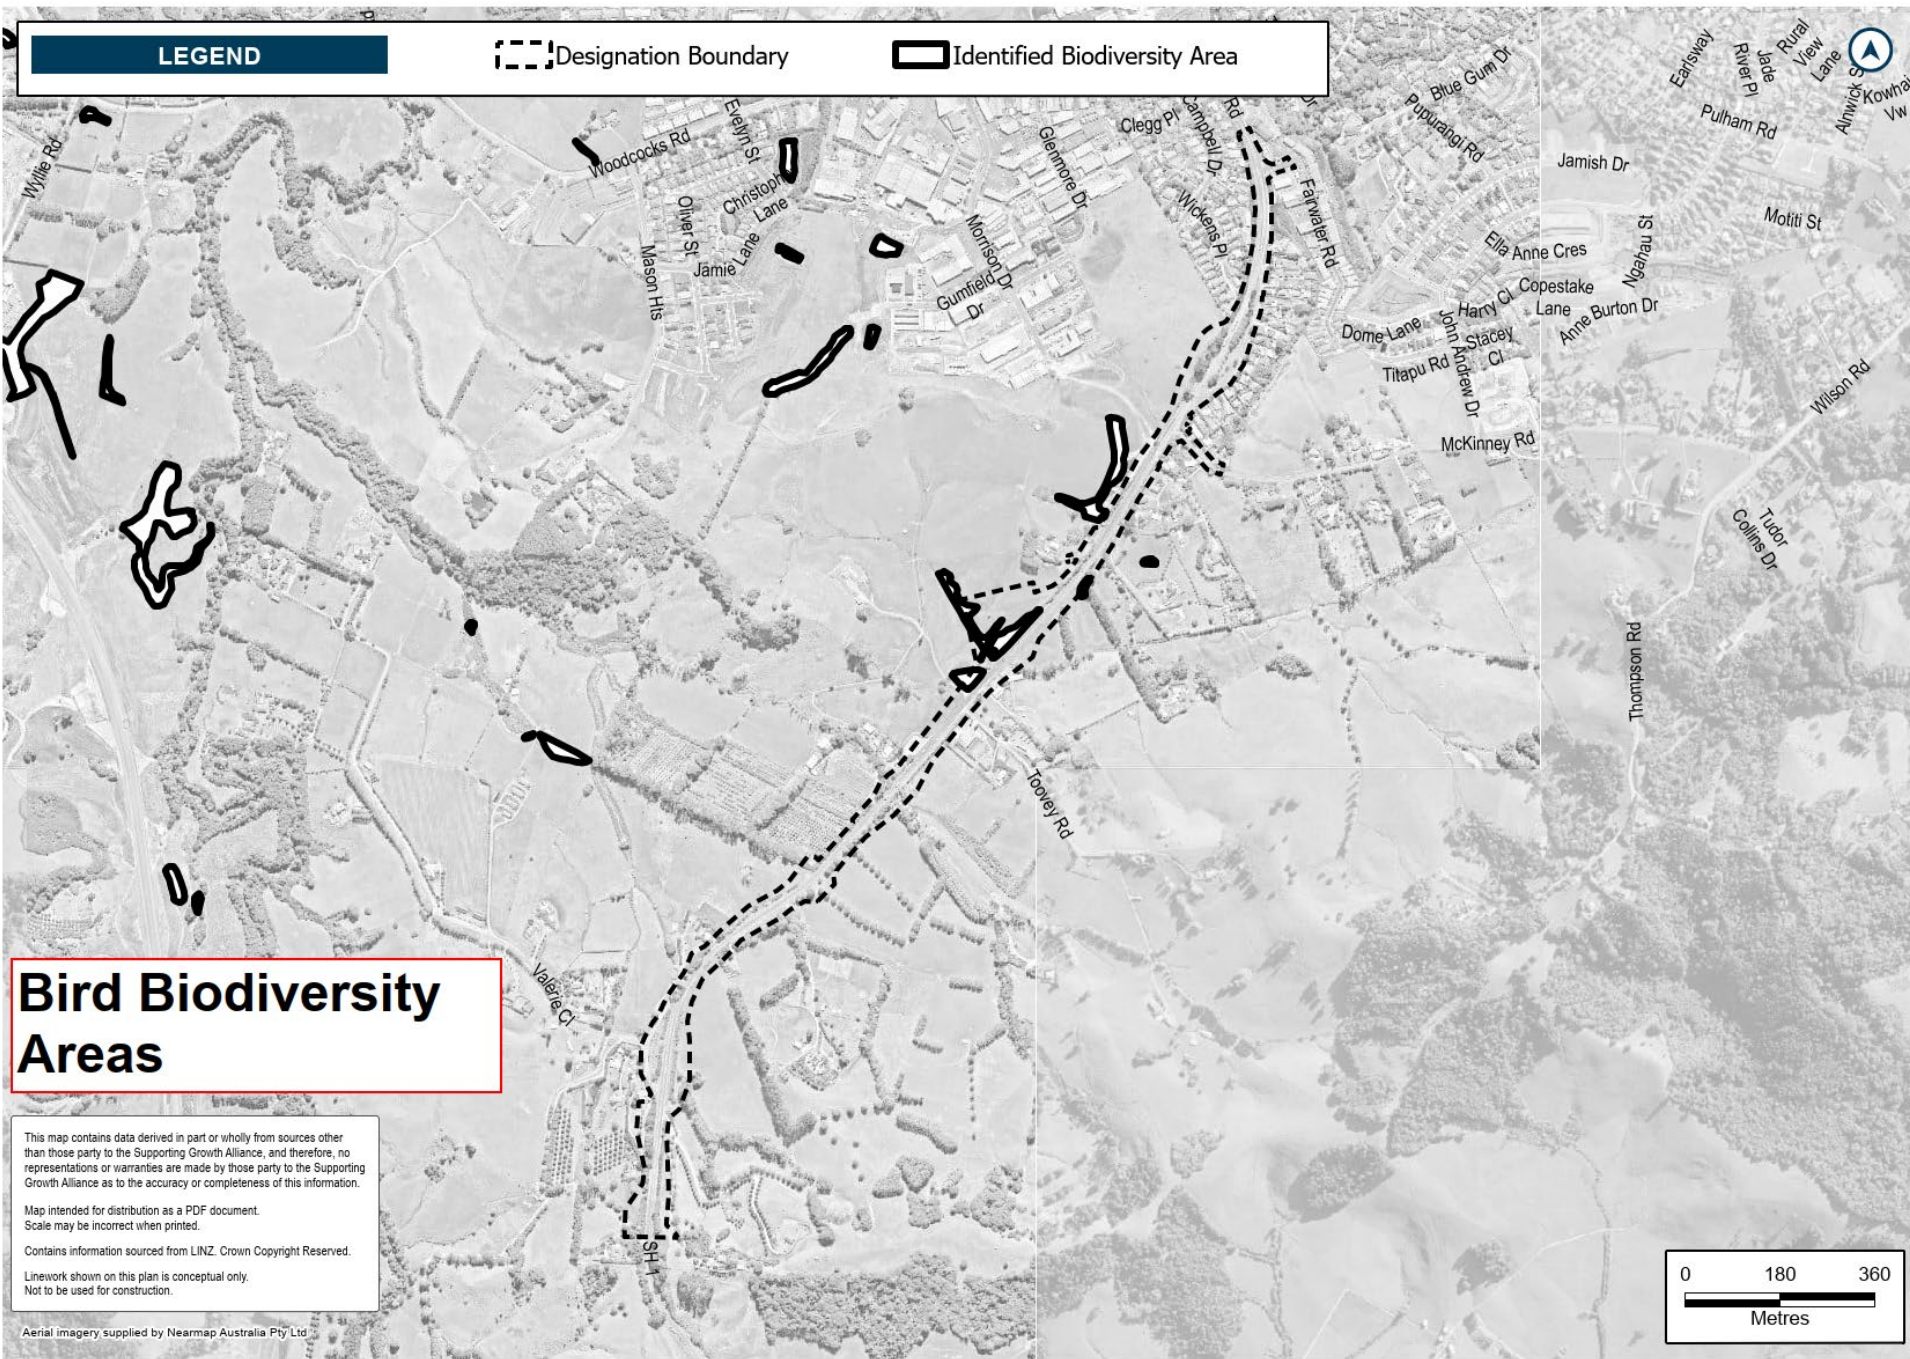 LEGEND
Designation Boundary
Identified Biodiversity Area
Earlsway
Jade
River Pl
Rural
View
Lane
Kowhai
Vw
Pulham Rd
Blue Gum Dr
Pupurangi Rd
Clegg Pl
Campbell Dr
Rd
Dr
Glenmore Dr
Evelyn St
Woodcocks Rd
Wyllie Rd
Christopher
Lane
Oliver St
Jamie Lane
Mason Hts
Morrison Dr
Gumfield
Dr
Wickens Pl
Fairwater Rd
Jamish Dr
Motiti St
Ngahau St
Ella Anne Cres
Copestake
Lane
Harry Cl
Anne Burton Dr
Dome Lane
John Andrew Dr
Stacey
Cl
Titapu Rd
Wilson Rd
McKinney Rd
Tudor
Collins Dr
Thompson Rd
Toovey Rd
Valerie Cl
SH 1
Bird Biodiversity
Areas
This map contains data derived in part or wholly from sources other
than those party to the Supporting Growth Alliance, and therefore, no
representations or warranties are made by those party to the Supporting
Growth Alliance as to the accuracy or completeness of this information.
Map intended for distribution as a PDF document.
Scale may be incorrect when printed.
Contains information sourced from LINZ. Crown Copyright Reserved.
Linework shown on this plan is conceptual only.
Not to be used for construction.
Aerial imagery supplied by Nearmap Australia Pty Ltd
0 180 360
Metres